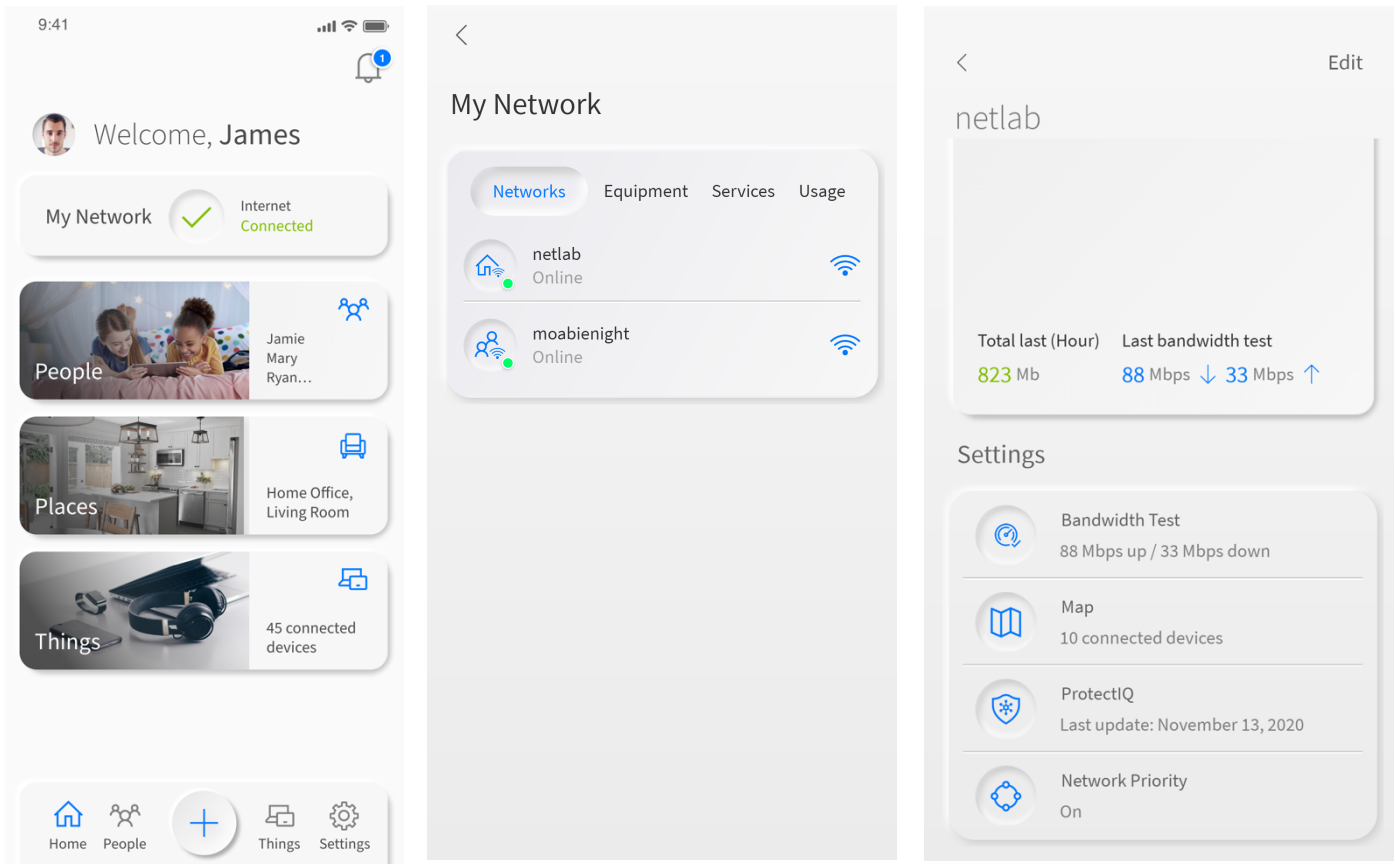 9:41
1
Welcome, James
My Network
Internet
Connected
People
Jamie
Mary
Ryan…
Places
Home Office,
Living Room
Things
45 connected
devices
Home
People
Things
Settings
My Network
Networks Equipment Services Usage
netlab
Online
moabienight
Online
Edit
netlab
Total last (Hour) Last bandwidth test
823 Mb 88 Mbps 33 Mbps
Settings
Bandwidth Test
88 Mbps up / 33 Mbps down
Map
10 connected devices
ProtectIQ
Last update: November 13, 2020
Network Priority
On